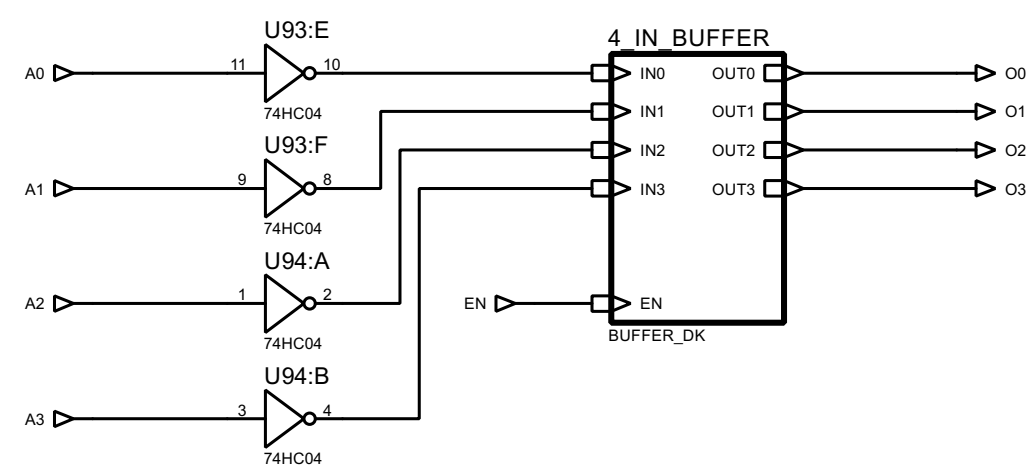 U93:E
4_IN_BUFFER
A0 11 10 IN0 OUT0 O0
74HC04
IN1 OUT1 O1
U93:F
IN2 OUT2 O2
A1 9 8 IN3 OUT3 O3
74HC04
U94:A
A2 1 2 EN EN
BUFFER_DK
74HC04
U94:B
A3 3 4
74HC04